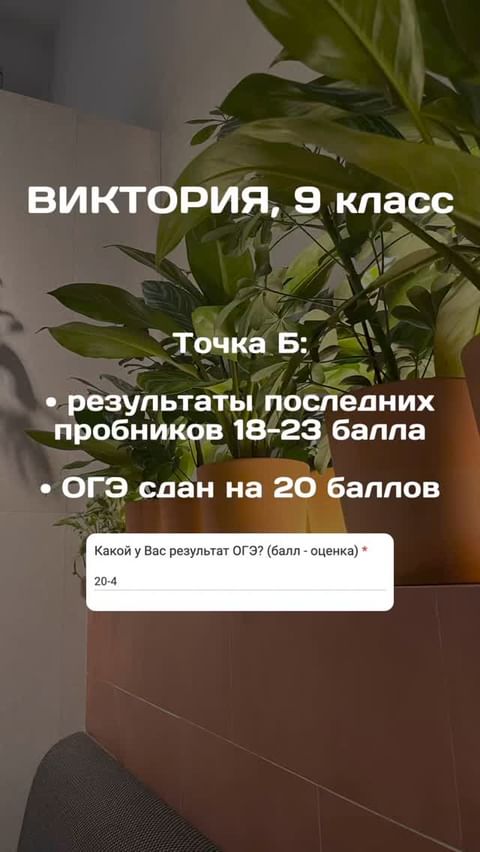 ВИКТОРИЯ, 9 класс
Точка Б:
• результаты последних
пробников 18-23 балла
• ОГЭ сдан на 20 баллов
Какой у Вас результат ОГЭ? (балл - оценка) *
20-4